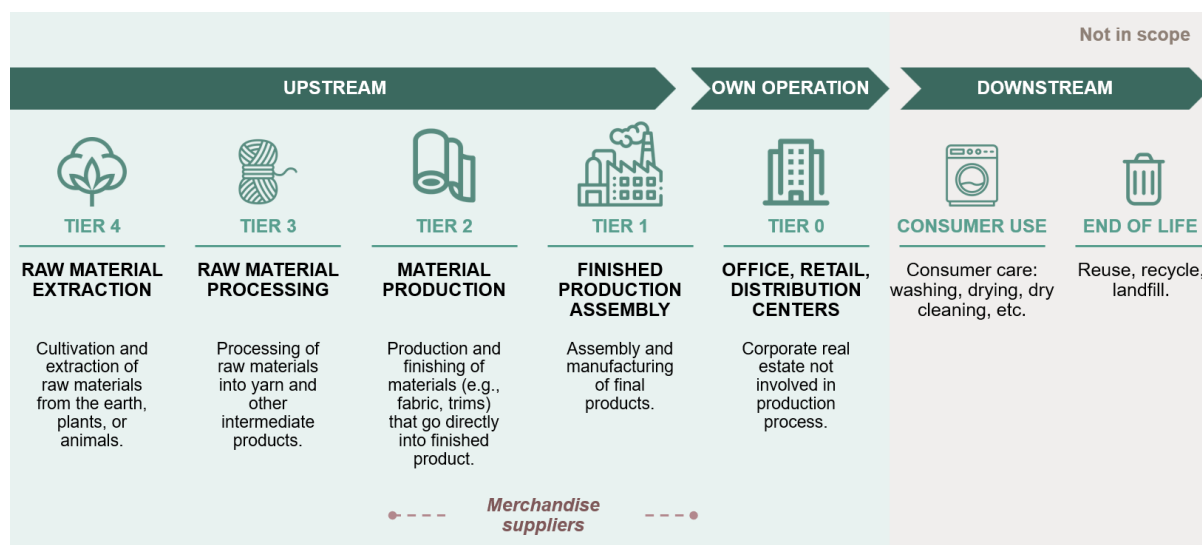 Not in scope
UPSTREAM
OWN OPERATION
DOWNSTREAM
TIER 4
RAW MATERIAL
EXTRACTION
Cultivation and
extraction of
raw materials
from the earth,
plants, or
animals.
TIER 3
RAW MATERIAL
PROCESSING
Processing of
raw materials
into yarn and
other
intermediate
products.
TIER 2
MATERIAL
PRODUCTION
Production and
finishing of
materials (e.g.,
fabric, trims)
that go directly
into finished
product.
TIER 1
FINISHED
PRODUCTION
ASSEMBLY
Assembly and
manufacturing
of final
products.
TIER 0
OFFICE, RETAIL,
DISTRIBUTION
CENTERS
Corporate real
estate not
involved in
production
process.
CONSUMER USE
Consumer care:
washing, drying, dry
cleaning, etc.
END OF LIFE
Reuse, recycle,
landfill.
Merchandise
suppliers